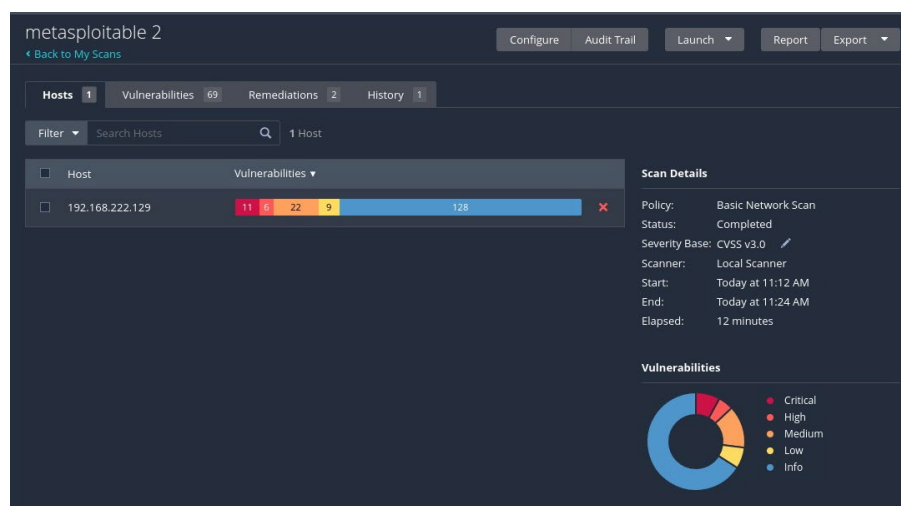 metasploitable 2
Back to My Scans
Configure Audit Trail Launch Report Export
Hosts 1 Vulnerabilities 69 Remediations 2 History 1
Filter Search Hosts 1 Host
Host Vulnerabilities
192.168.222.129 11 6 22 9 128
Scan Details
Policy: Basic Network Scan
Status: Completed
Severity Base: CVSS v3.0
Scanner: Local Scanner
Start: Today at 11:12 AM
End: Today at 11:24 AM
Elapsed: 12 minutes
Vulnerabilities
Critical
High
Medium
Low
Info